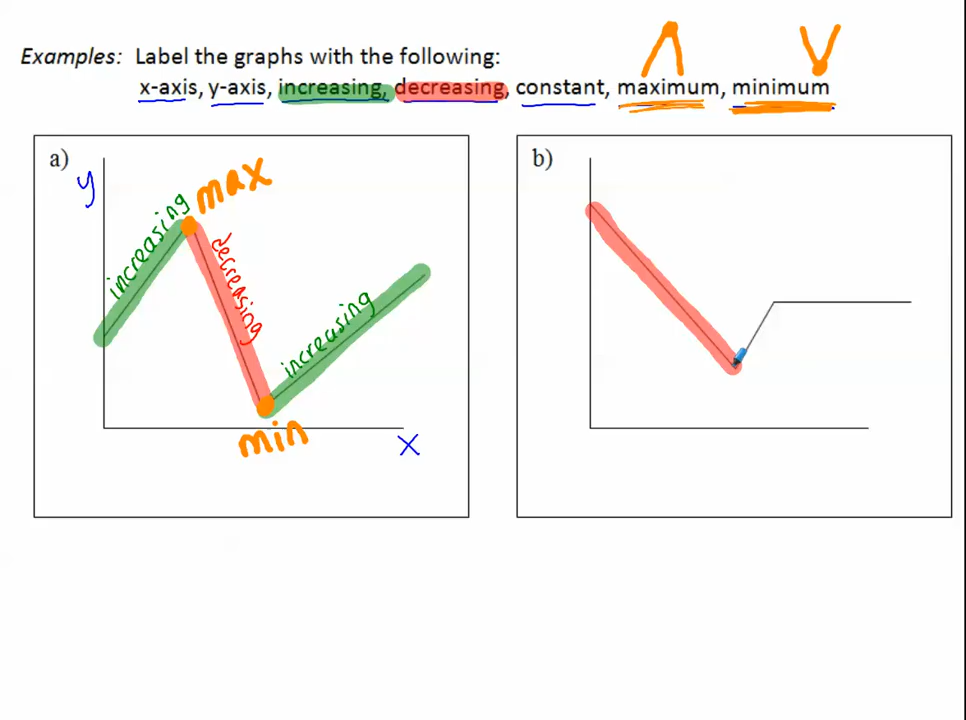 Examples: Label the graphs with the following:
x-axis, y-axis, increasing, decreasing, constant, maximum, minimum
a)
y
increasing
max
decreasing
increasing
min
x
b)